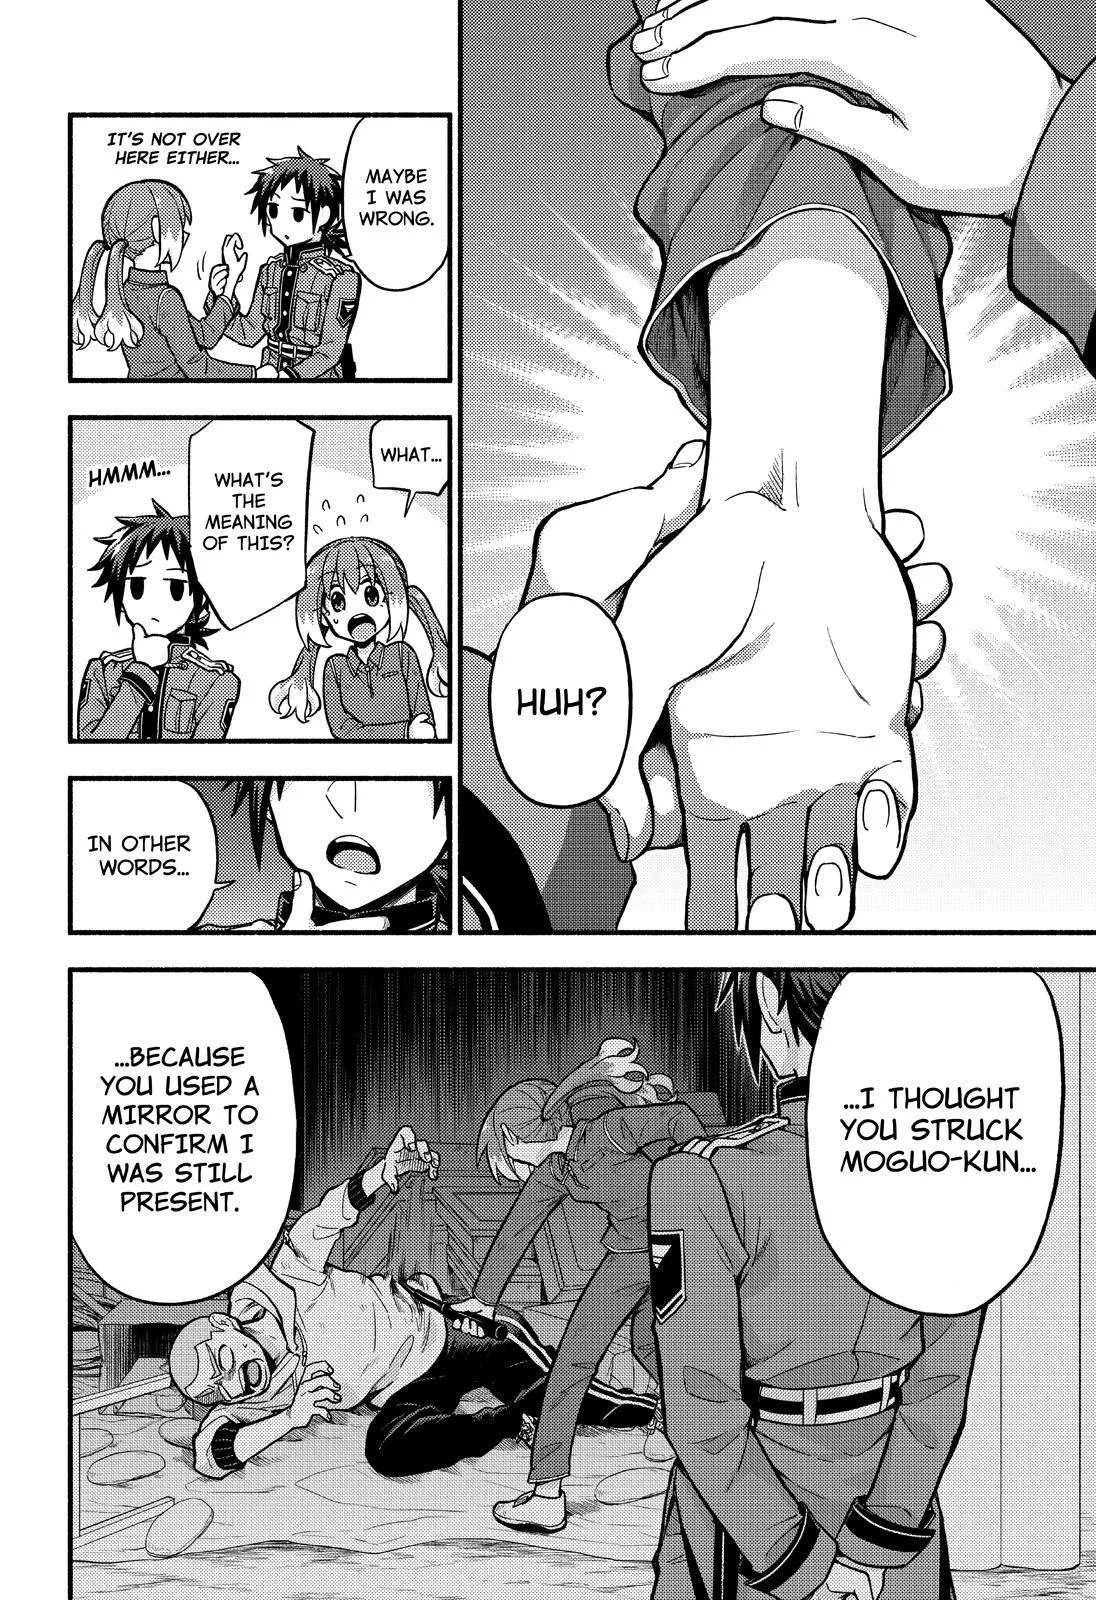 HUH?
MAYBE
I WAS
WRONG.
IT'S NOT OVER
HERE EITHER...
WHAT...
WHAT'S
THE
MEANING
OF THIS?
HMMM...
IN OTHER
WORDS...
...I THOUGHT
YOU STRUCK
MOGUO-KUN...
...BECAUSE
YOU USED A
MIRROR TO
CONFIRM I
WAS STILL
PRESENT.